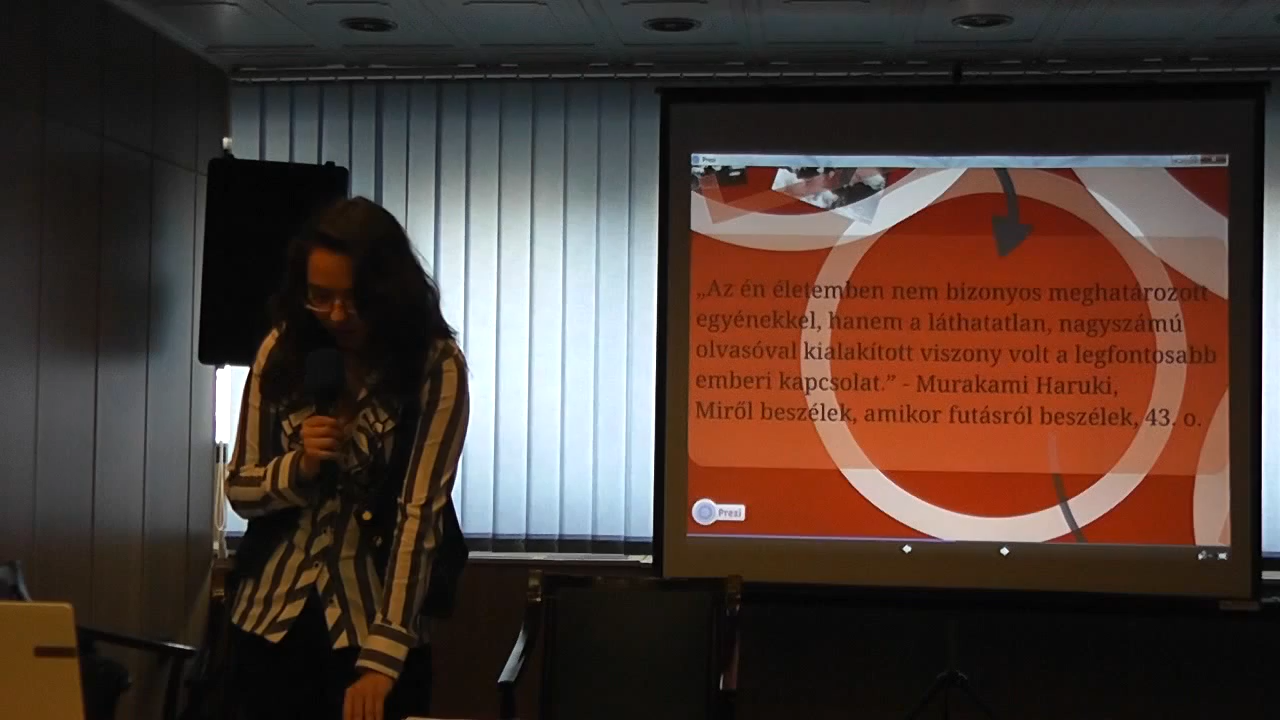 Prezi
„Az én életemben nem bizonyos meghatározott
egyénekkel, hanem a láthatatlan, nagyszámú
olvasóval kialakított viszony volt a legfontosabb
emberi kapcsolat.” - Murakami Haruki,
Miről beszélek, amikor futásról beszélek, 43. o.
Prezi